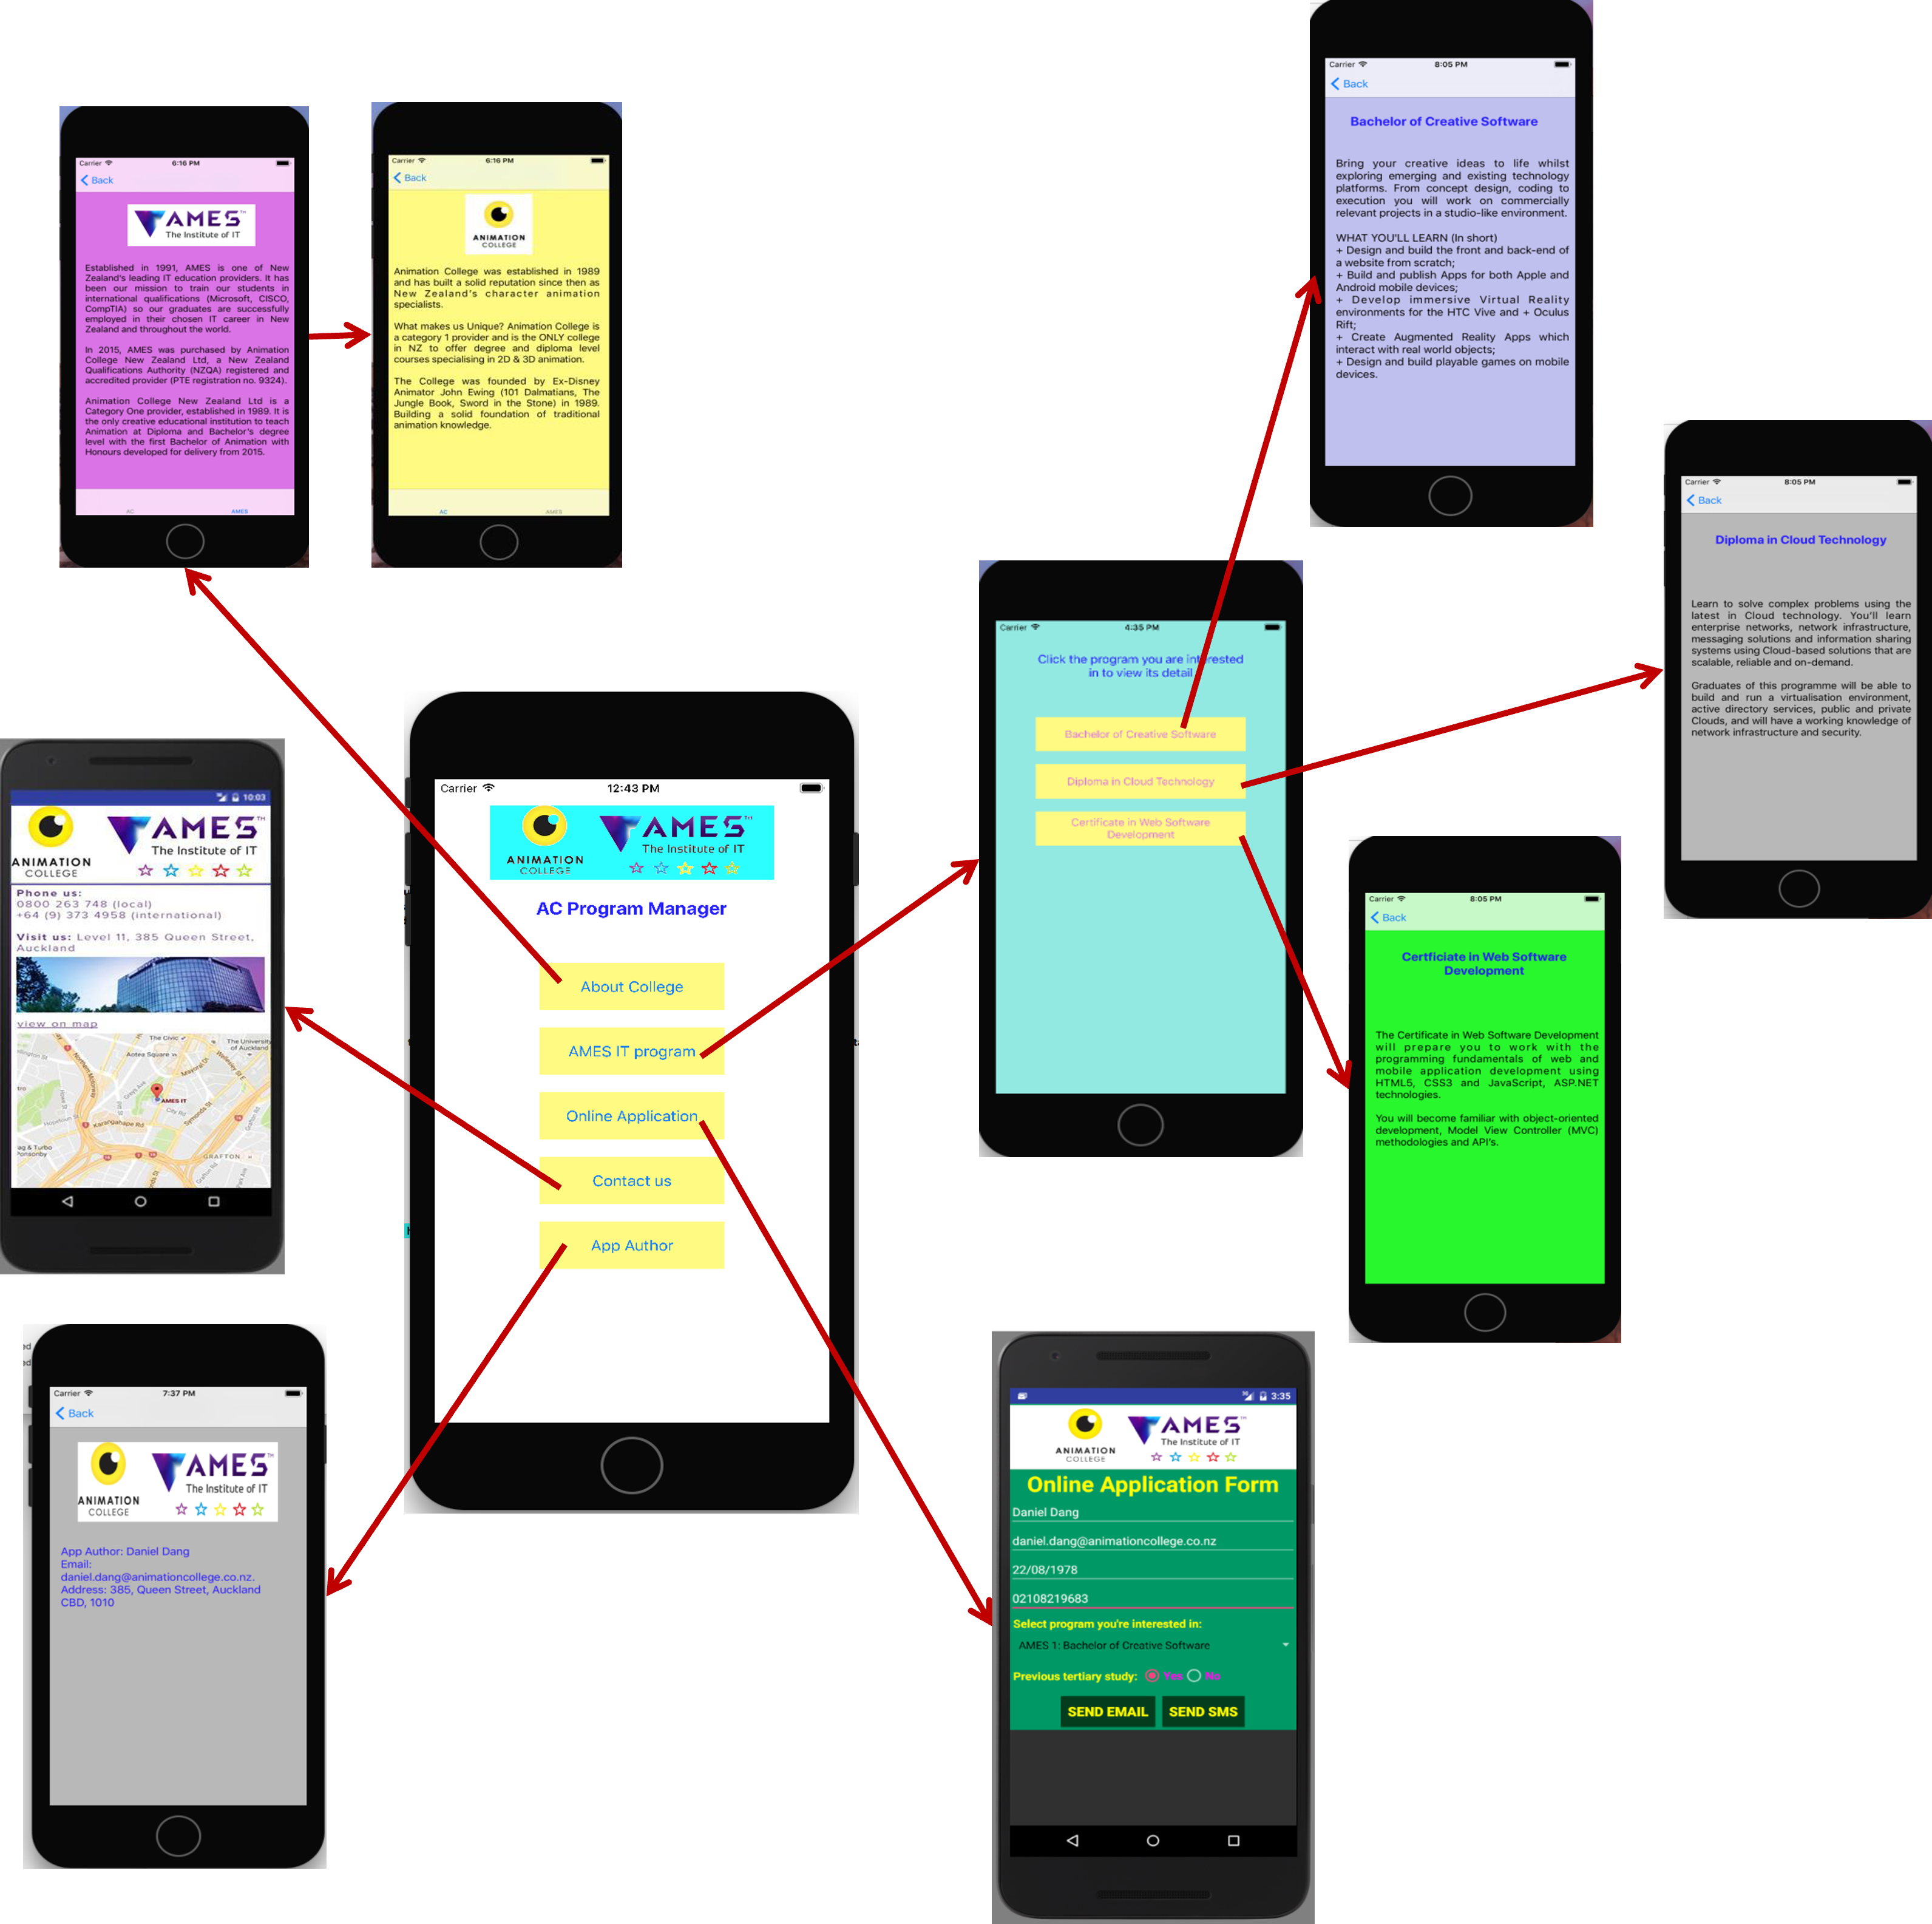 Carrier 6:16 PM
Back
AMES™
The Institute of IT
Established in 1991, AMES is one of New
Zealand's leading IT education providers. It has
been our mission to train our students in
international qualifications (Microsoft, CISCO,
CompTIA) so our graduates are successfully
employed in their chosen IT career in New
Zealand and throughout the world.
In 2015, AMES was purchased by Animation
College New Zealand Ltd, a New Zealand
Qualifications Authority (NZQA) registered and
accredited provider (PTE registration no. 9324).
Animation College New Zealand Ltd is a
Category One provider, established in 1989. It is
the only creative educational institution to teach
Animation at Diploma and Bachelor's degree
level with the first Bachelor of Animation with
Honours developed for delivery from 2015.
AC AMES
Carrier 6:16 PM
Back
ANIMATION
COLLEGE
Animation College was established in 1989
and has built a solid reputation since then as
New Zealand's character animation
specialists.
What makes us Unique? Animation College is
a category 1 provider and is the ONLY college
in NZ to offer degree and diploma level
courses specialising in 2D & 3D animation.
The College was founded by Ex-Disney
Animator John Ewing (101 Dalmatians, The
Jungle Book, Sword in the Stone) in 1989.
Building a solid foundation of traditional
animation knowledge.
AC AMES
Carrier 8:05 PM
Back
Bachelor of Creative Software
Bring your creative ideas to life whilst
exploring emerging and existing technology
platforms. From concept design, coding to
execution you will work on commercially
relevant projects in a studio-like environment.
WHAT YOU'LL LEARN (In short)
+ Design and build the front and back-end of
a website from scratch;
+ Build and publish Apps for both Apple and
Android mobile devices;
+ Develop immersive Virtual Reality
environments for the HTC Vive and + Oculus
Rift;
+ Create Augmented Reality Apps which
interact with real world objects;
+ Design and build playable games on mobile
devices.
Carrier 8:05 PM
Back
Diploma in Cloud Technology
Learn to solve complex problems using the
latest in Cloud technology. You'll learn
enterprise networks, network infrastructure,
messaging solutions and information sharing
systems using Cloud-based solutions that are
scalable, reliable and on-demand.
Graduates of this programme will be able to
build and run a virtualisation environment,
active directory services, public and private
Clouds, and will have a working knowledge of
network infrastructure and security.
Carrier 4:35 PM
Click the program you are interested
in to view its detail
Bachelor of Creative Software
Diploma in Cloud Technology
Certificate in Web Software
Development
10:03
ANIMATION
COLLEGE
AMES™
The Institute of IT
Phone us:
0800 263 748 (local)
+64 (9) 373 4958 (international)
Visit us: Level 11, 385 Queen Street,
Auckland
view on map
The Civic
The University
of Auckland
Aotea Square
Mayoral Dr
AMES IT
City Rd
Symonds St
Hopetoun St
Karangahape Rd
GRAFTON
ag & Turbo
Ponsonby
Carrier 12:43 PM
ANIMATION
COLLEGE
AMES™
The Institute of IT
AC Program Manager
About College
AMES IT program
Online Application
Contact us
App Author
Carrier 8:05 PM
Back
Certficiate in Web Software
Development
The Certificate in Web Software Development
will prepare you to work with the
programming fundamentals of web and
mobile application development using
HTML5, CSS3 and JavaScript, ASP.NET
technologies.
You will become familiar with object-oriented
development, Model View Controller (MVC)
methodologies and API's.
Carrier 7:37 PM
Back
ANIMATION
COLLEGE
AMES™
The Institute of IT
App Author: Daniel Dang
Email:
daniel.dang@animationcollege.co.nz.
Address: 385, Queen Street, Auckland
CBD, 1010
3:35
ANIMATION
COLLEGE
AMES™
The Institute of IT
Online Application Form
Daniel Dang
daniel.dang@animationcollege.co.nz
22/08/1978
02108219683
Select program you're interested in:
AMES 1: Bachelor of Creative Software
Previous tertiary study: Yes No
SEND EMAIL SEND SMS